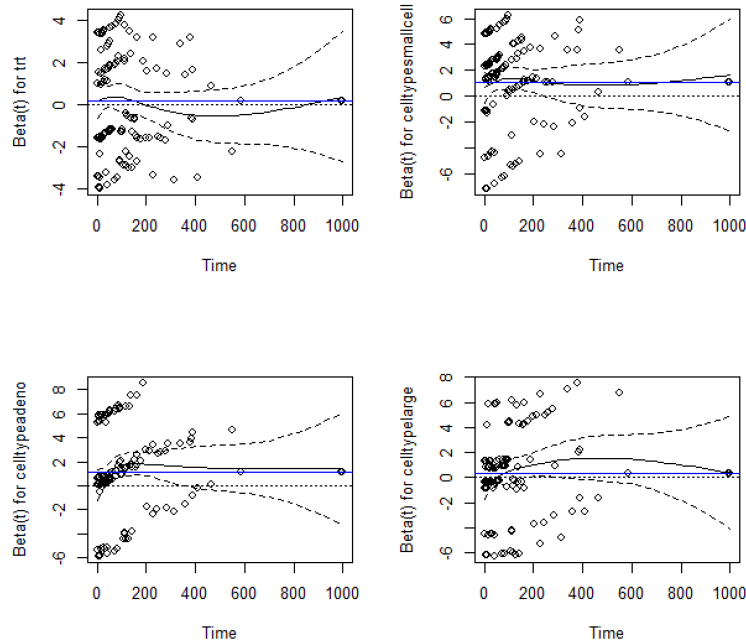 Beta(t) for trt
4
2
0
-2
-4
0 200 400 600 800 1000
Time
Beta(t) for celltypesmallcell
6
4
2
0
-2
-6
0 200 400 600 800 1000
Time
Beta(t) for celltypeadeno
8
6
4
2
0
-2
-6
0 200 400 600 800 1000
Time
Beta(t) for celltypelarge
8
6
4
2
0
-2
-6
0 200 400 600 800 1000
Time